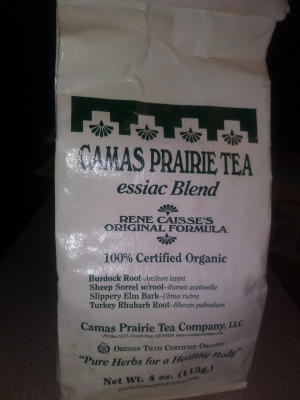 CAMAS PRAIRIE TEA
essiac Blend
RENE CAISSE'S
ORIGINAL FORMULA
100% Certified Organic
Burdock Root-Arctium lappa
Sheep Sorrel w/root-Rumex acetosella
Slippery Elm Bark-Ulmus rubra
Turkey Rhubarb Root-Rheum palmatum
Camas Prairie Tea Company, LLC
OREGON TILTH CERTIFIED ORGANIC
"Pure Herbs for a Healthy Body"
Net Wt. 4 oz. (113g.)